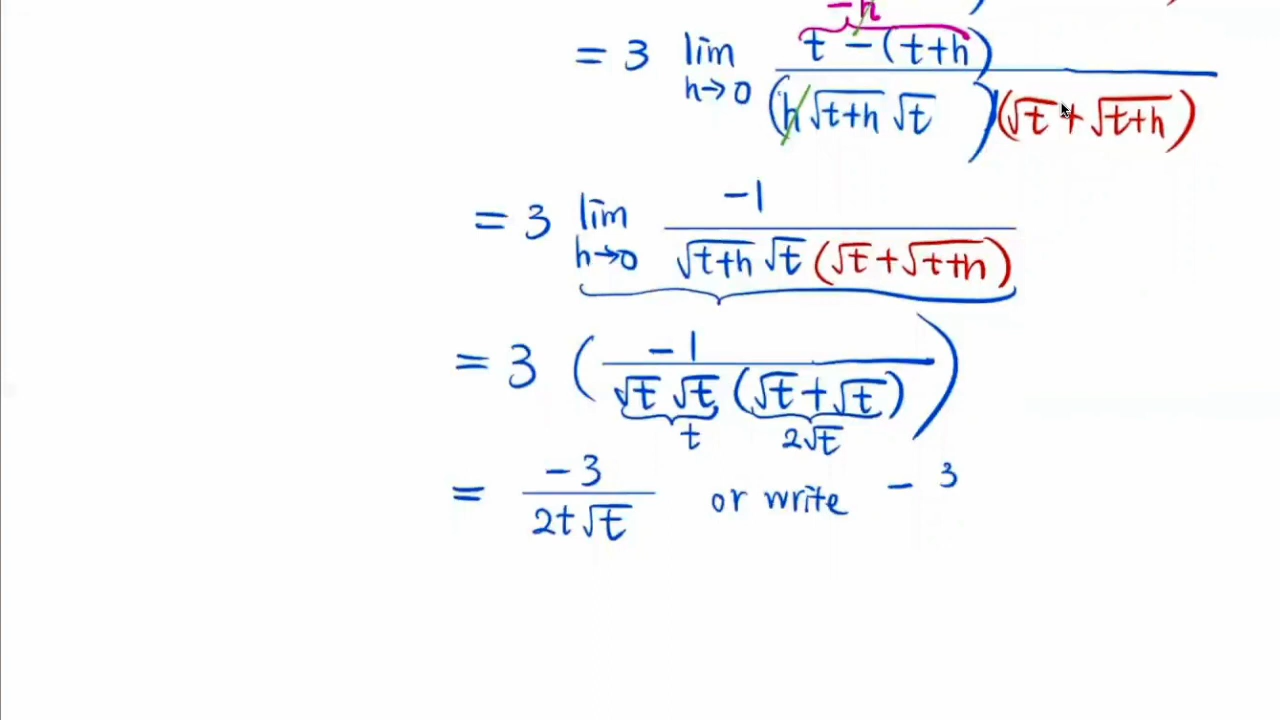 -h
= 3 lim h→0 t - (t+h) / (h √t+h √t) (√t + √t+h)
= 3 lim h→0 -1 / √t+h √t (√t + √t+h)
= 3 ( -1 / √t √t (√t + √t) )
t 2√t
= -3 / 2t√t or write - 3